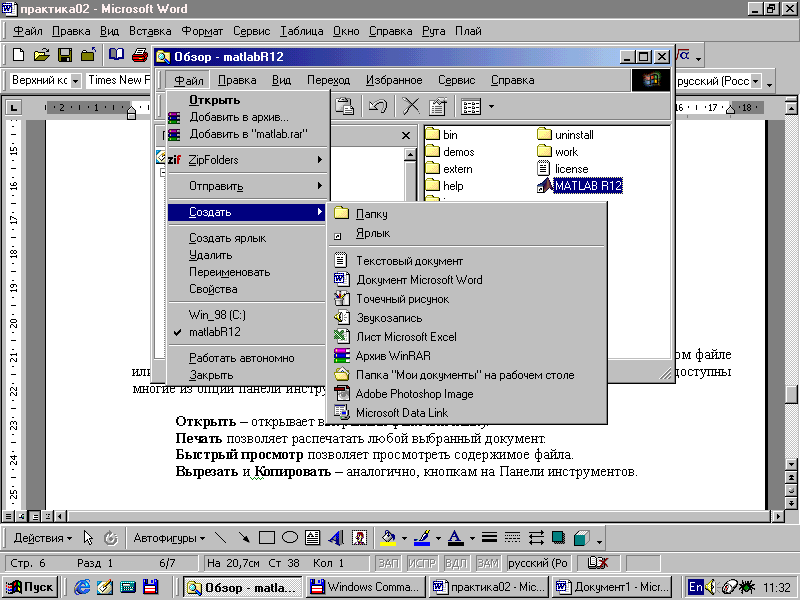 практика02 - Microsoft Word
Файл Правка Вид Вставка Формат Сервис Таблица Окно Справка Рута Плай
Верхний кс Times New F
русский (Росс
Обзор - matlabR12
Файл Правка Вид Переход Избранное Сервис Справка
Открыть
Добавить в архив...
Добавить в "matlab.rar"
ZipFolders
Отправить
Создать
Создать ярлык
Удалить
Переименовать
Свойства
Win_98 (C:)
matlabR12
Работать автономно
Закрыть
bin
demos
extern
help
uninstall
work
license
MATLAB R12
Папку
Ярлык
Текстовый документ
Документ Microsoft Word
Точечный рисунок
Звукозапись
Лист Microsoft Excel
Архив WinRAR
Папка "Мои документы" на рабочем столе
Adobe Photoshop Image
Microsoft Data Link
ом файле
или
доступны
многие из опций панели инстру
Открыть – открывает
Печать позволяет распечатать любой выбранный документ.
Быстрый просмотр позволяет просмотреть содержимое файла.
Вырезать и Копировать – аналогично, кнопкам на Панели инструментов.
Действия Автофигуры
Стр. 6 Разд 1 6/7 На 20,7см Ст 38 Кол 1 ЗАП ИСПР ВДЛ ЗАМ русский (Ро
Пуск Обзор - matla... Windows Comma... практика02 - Mic... Документ1 - Micr... En 11:32